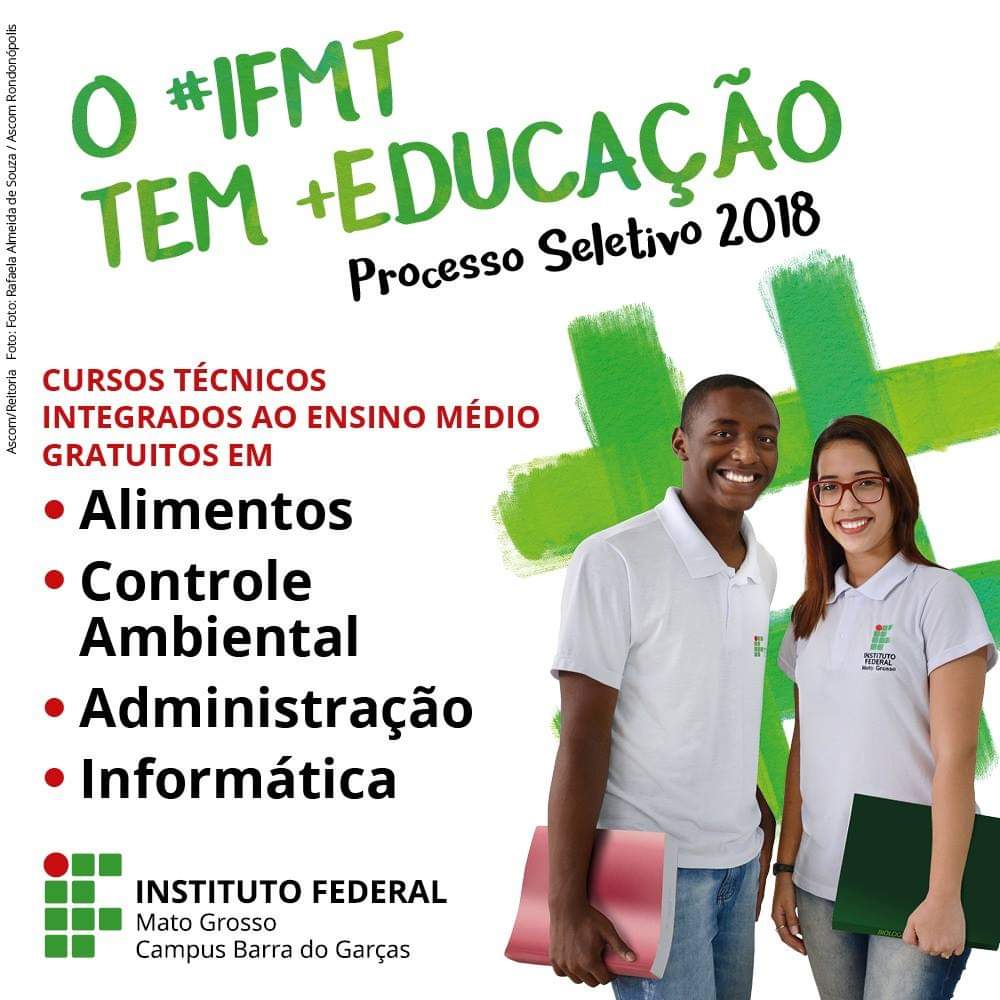 O #IFMT
TEM +EDUCAÇÃO
Processo Seletivo 2018
Ascom/Reitoria Foto: Foto: Rafaela Almeida de Souza / Ascom Rondonópolis
CURSOS TÉCNICOS
INTEGRADOS AO ENSINO MÉDIO
GRATUITOS EM
• Alimentos
• Controle
Ambiental
• Administração
• Informática
INSTITUTO
FEDERAL
Mato Grosso
INSTITUTO FEDERAL
Mato Grosso
Campus Barra do Garças